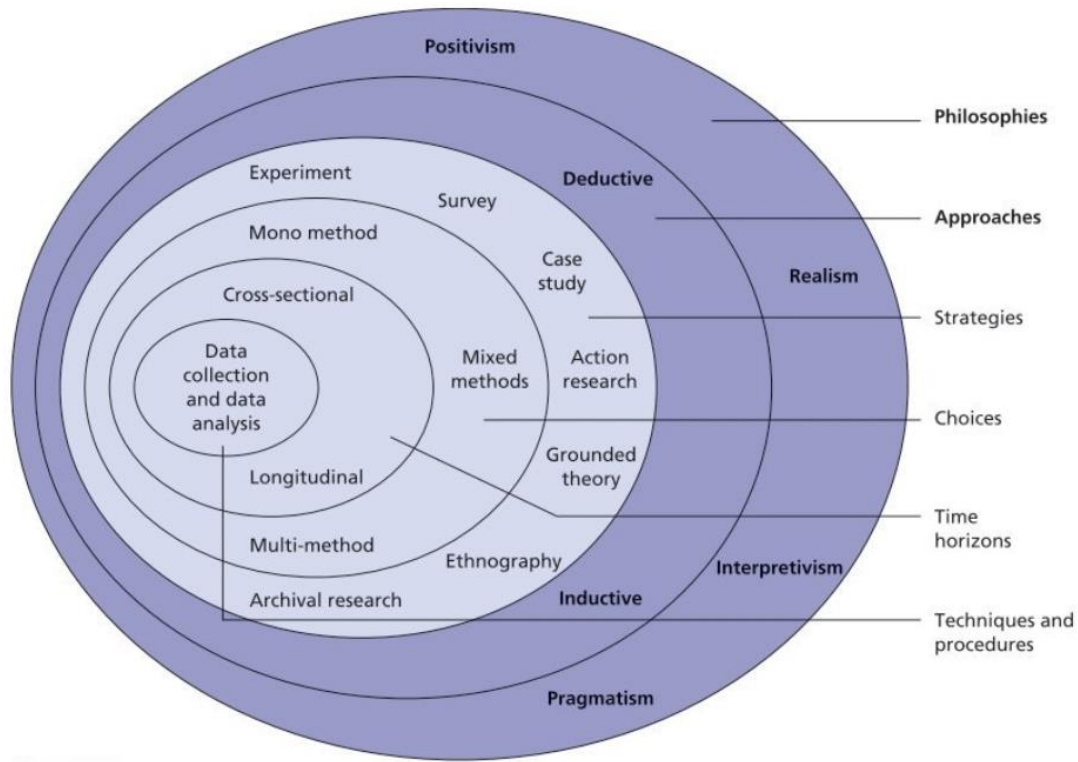 Positivism
Philosophies
Experiment
Deductive
Survey
Approaches
Mono method
Case
study
Realism
Cross-sectional
Strategies
Data
collection
and data
analysis
Mixed
methods
Action
research
Choices
Grounded
theory
Longitudinal
Time
horizons
Multi-method
Ethnography
Interpretivism
Archival research
Inductive
Techniques and
procedures
Pragmatism